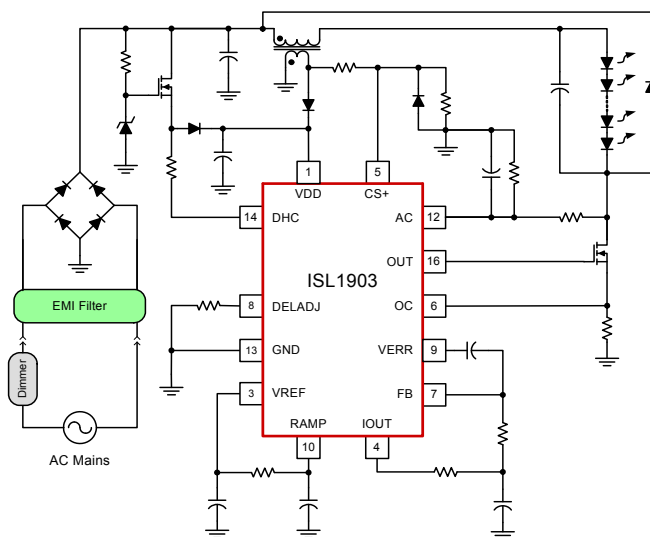 1
VDD
5
CS+
14
DHC
AC
12
OUT
16
ISL1903
EMI Filter
8
DELADJ
OC
6
13
GND
VERR
9
Dimmer
3
VREF
FB
7
RAMP
10
IOUT
4
AC Mains